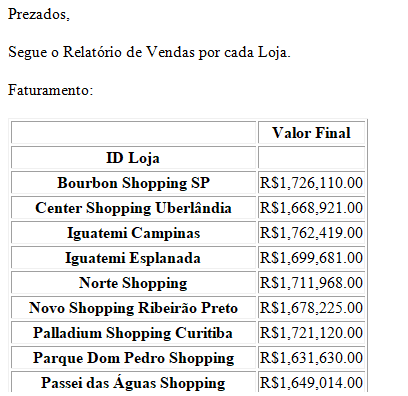 Prezados,
Segue o Relatório de Vendas por cada Loja.
Faturamento:
Valor Final
ID Loja
Bourbon Shopping SP R$1,726,110.00
Center Shopping Uberlândia R$1,668,921.00
Iguatemi Campinas R$1,762,419.00
Iguatemi Esplanada R$1,699,681.00
Norte Shopping R$1,711,968.00
Novo Shopping Ribeirão Preto R$1,678,225.00
Palladium Shopping Curitiba R$1,721,120.00
Parque Dom Pedro Shopping R$1,631,630.00
Passei das Águas Shopping R$1,649,014.00